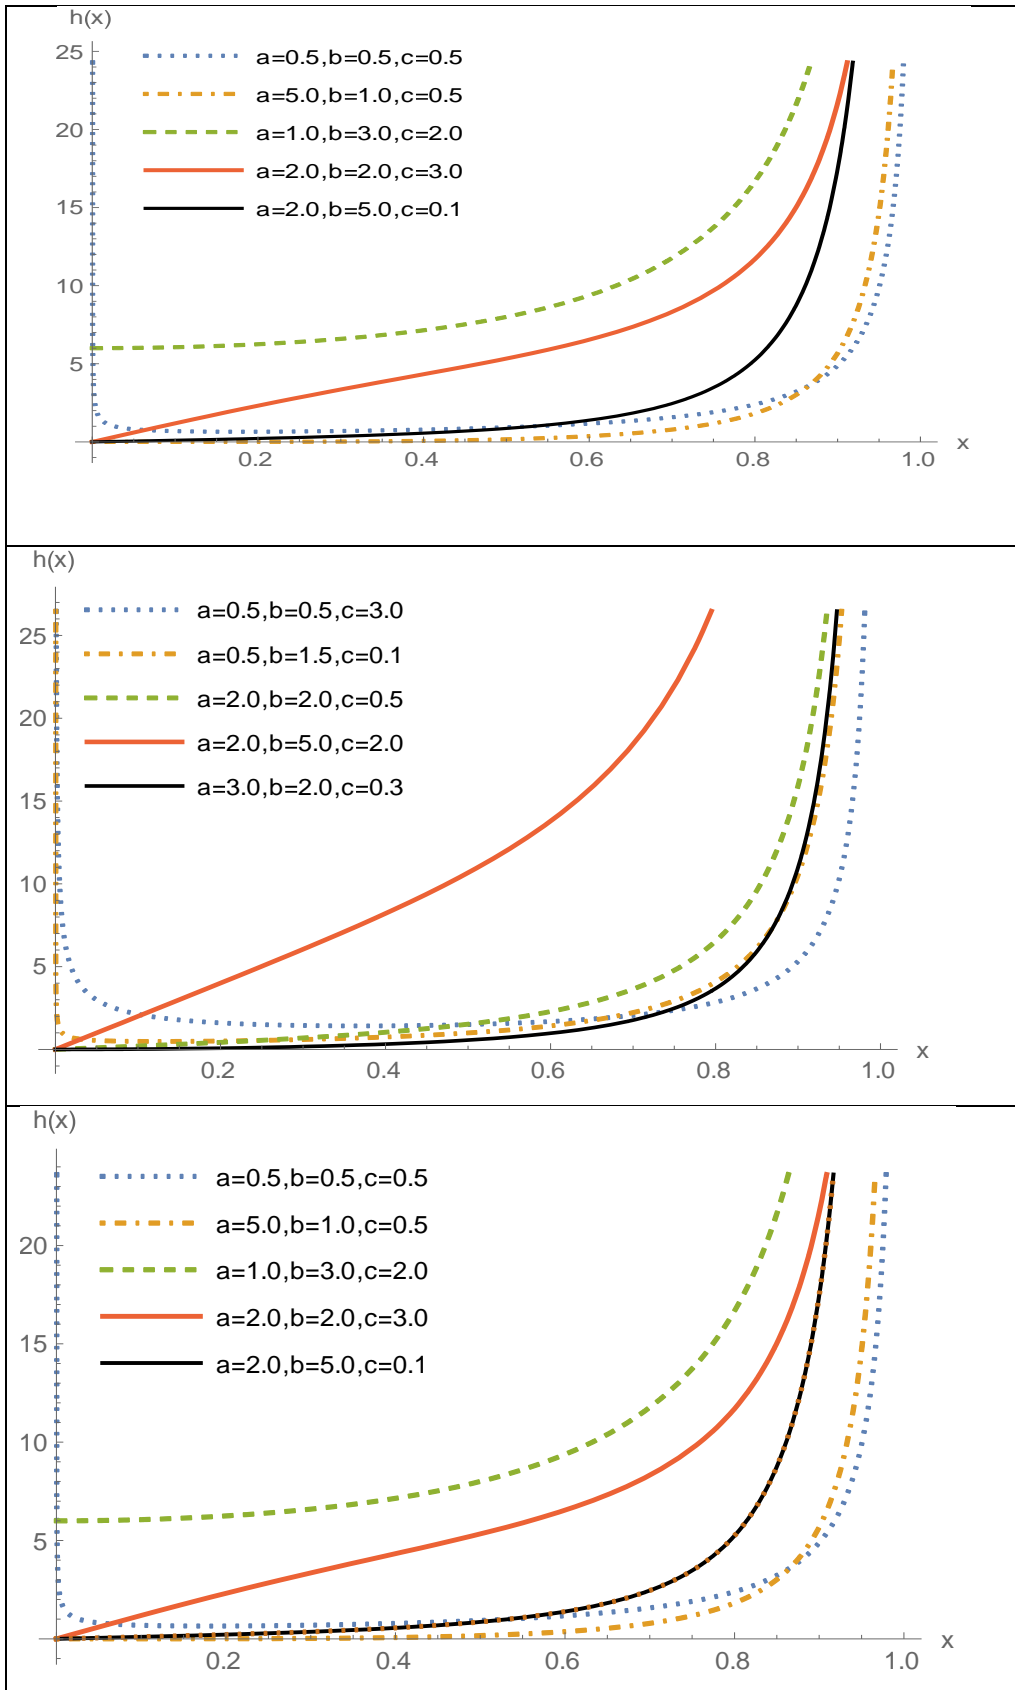 h(x)
25
20
15
10
5
a=0.5,b=0.5,c=0.5
a=5.0,b=1.0,c=0.5
a=1.0,b=3.0,c=2.0
a=2.0,b=2.0,c=3.0
a=2.0,b=5.0,c=0.1
0.2 0.4 0.6 0.8 1.0 x
h(x)
25
20
15
10
5
a=0.5,b=0.5,c=3.0
a=0.5,b=1.5,c=0.1
a=2.0,b=2.0,c=0.5
a=2.0,b=5.0,c=2.0
a=3.0,b=2.0,c=0.3
0.2 0.4 0.6 0.8 1.0 x
h(x)
20
15
10
5
a=0.5,b=0.5,c=0.5
a=5.0,b=1.0,c=0.5
a=1.0,b=3.0,c=2.0
a=2.0,b=2.0,c=3.0
a=2.0,b=5.0,c=0.1
0.2 0.4 0.6 0.8 1.0 x